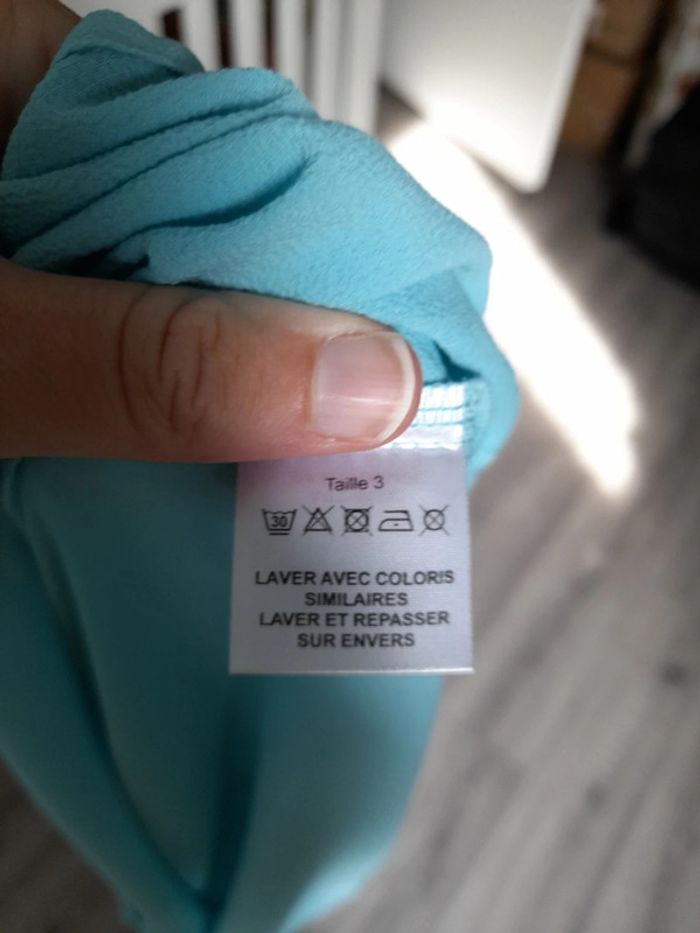 Taille 3
30
LAVER AVEC COLORIS
SIMILAIRES
LAVER ET REPASSER
SUR ENVERS